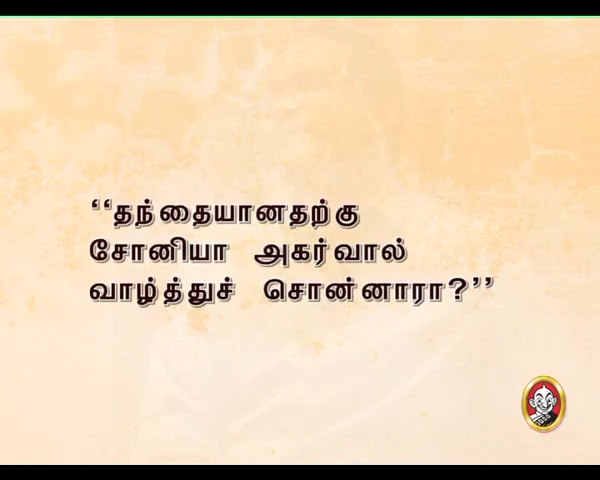 ‘‘தந்தையானதற்கு
சோனியா அகர்வால்
வாழ்த்துச் சொன்னாரா?’’